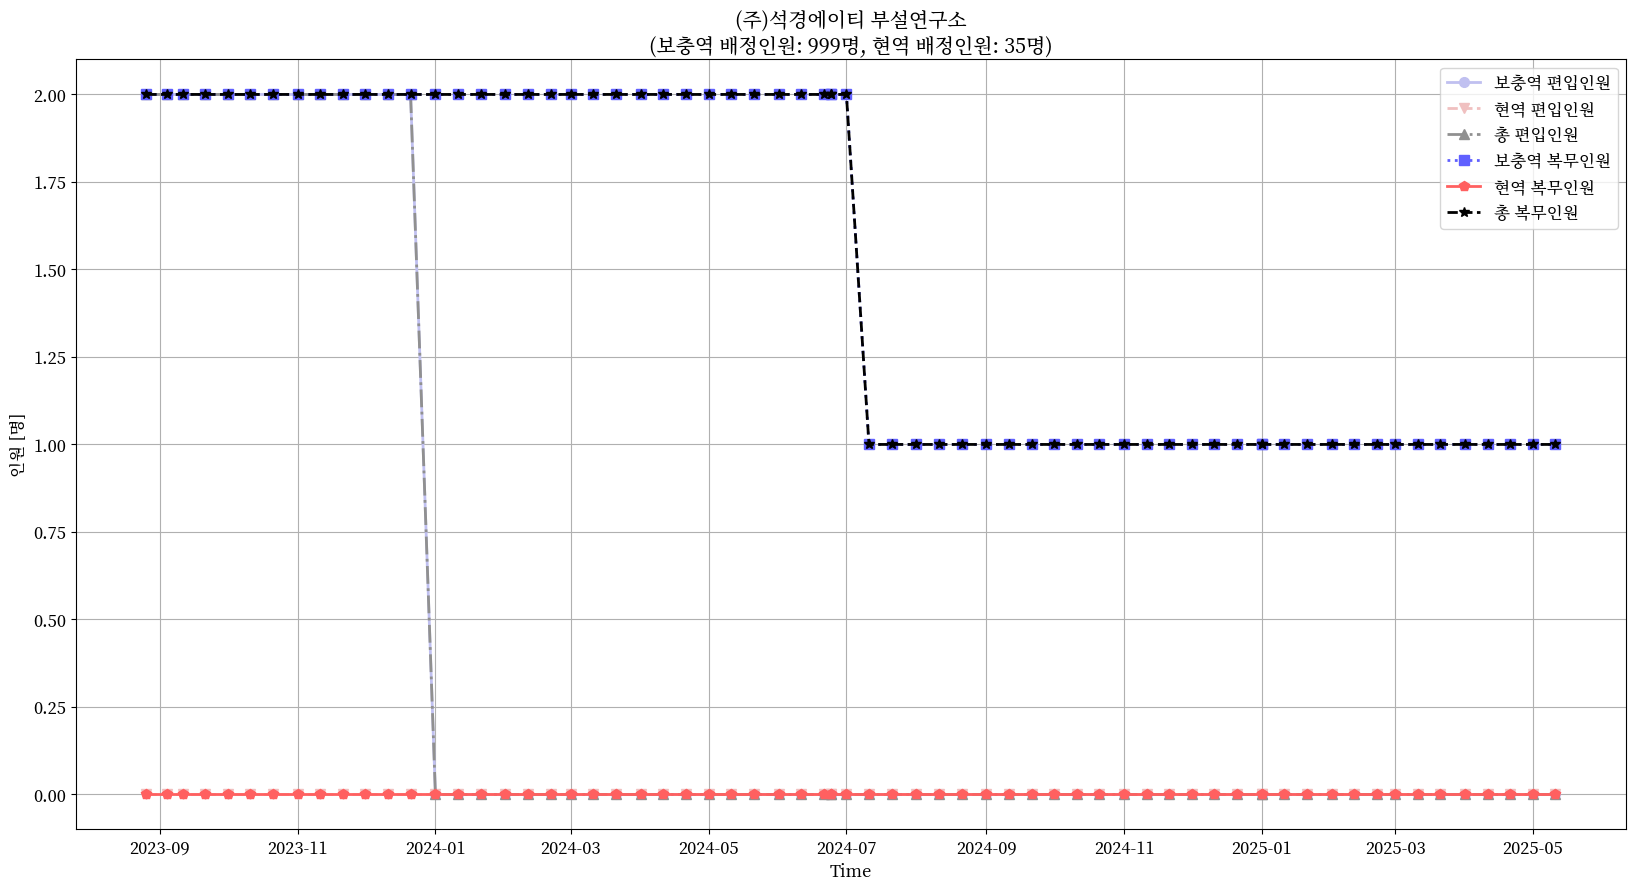 (주)석경에이티 부설연구소
(보충역 배정인원: 999명, 현역 배정인원: 35명)
보충역 편입인원
현역 편입인원
총 편입인원
보충역 복무인원
현역 복무인원
총 복무인원
2.00
1.75
1.50
1.25
1.00
0.75
0.50
0.25
0.00
인원 [명]
2023-09 2023-11 2024-01 2024-03 2024-05 2024-07 2024-09 2024-11 2025-01 2025-03 2025-05
Time